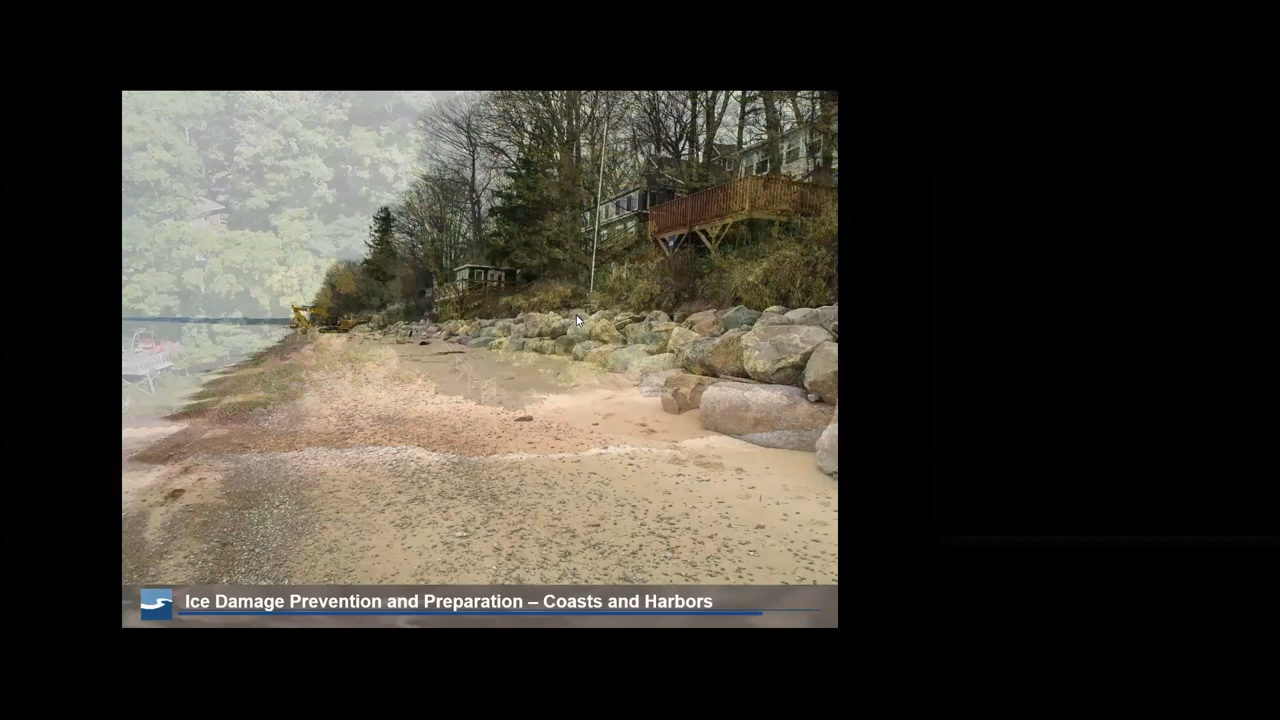 Ice Damage Prevention and Preparation – Coasts and Harbors